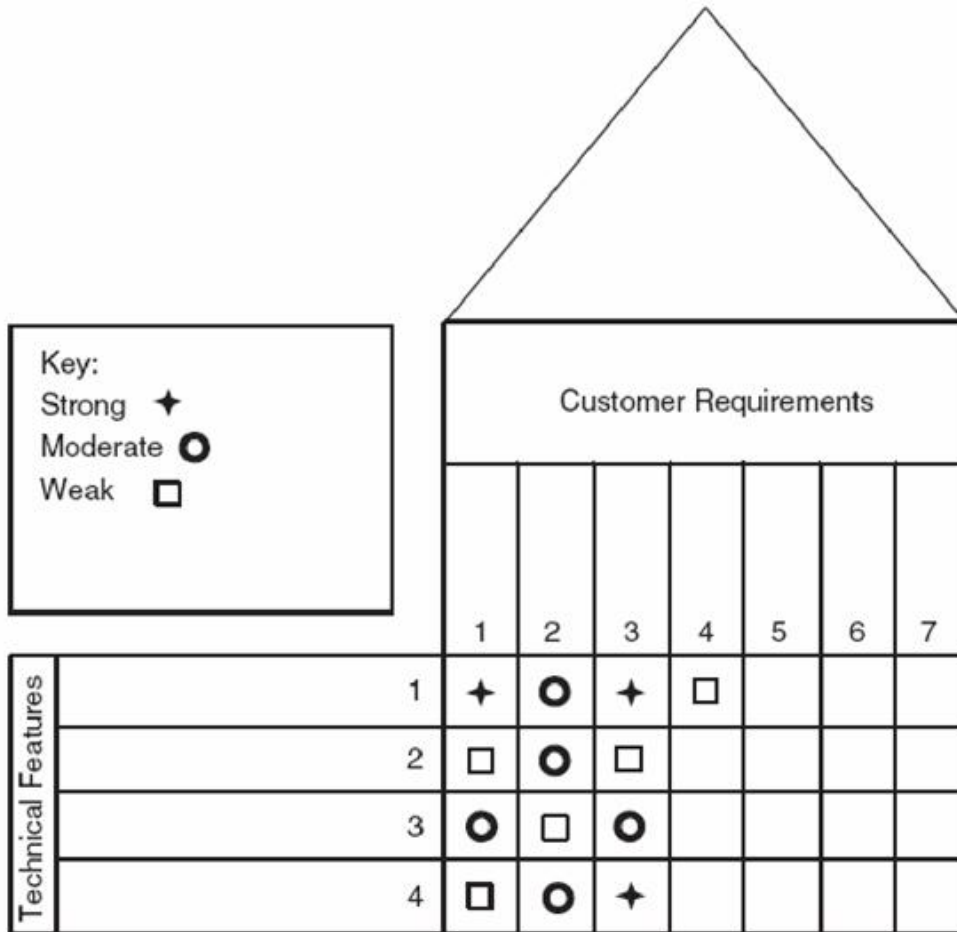 Key:
Strong
Moderate
Weak
Customer Requirements
1 2 3 4 5 6 7
Technical Features
1
2
3
4